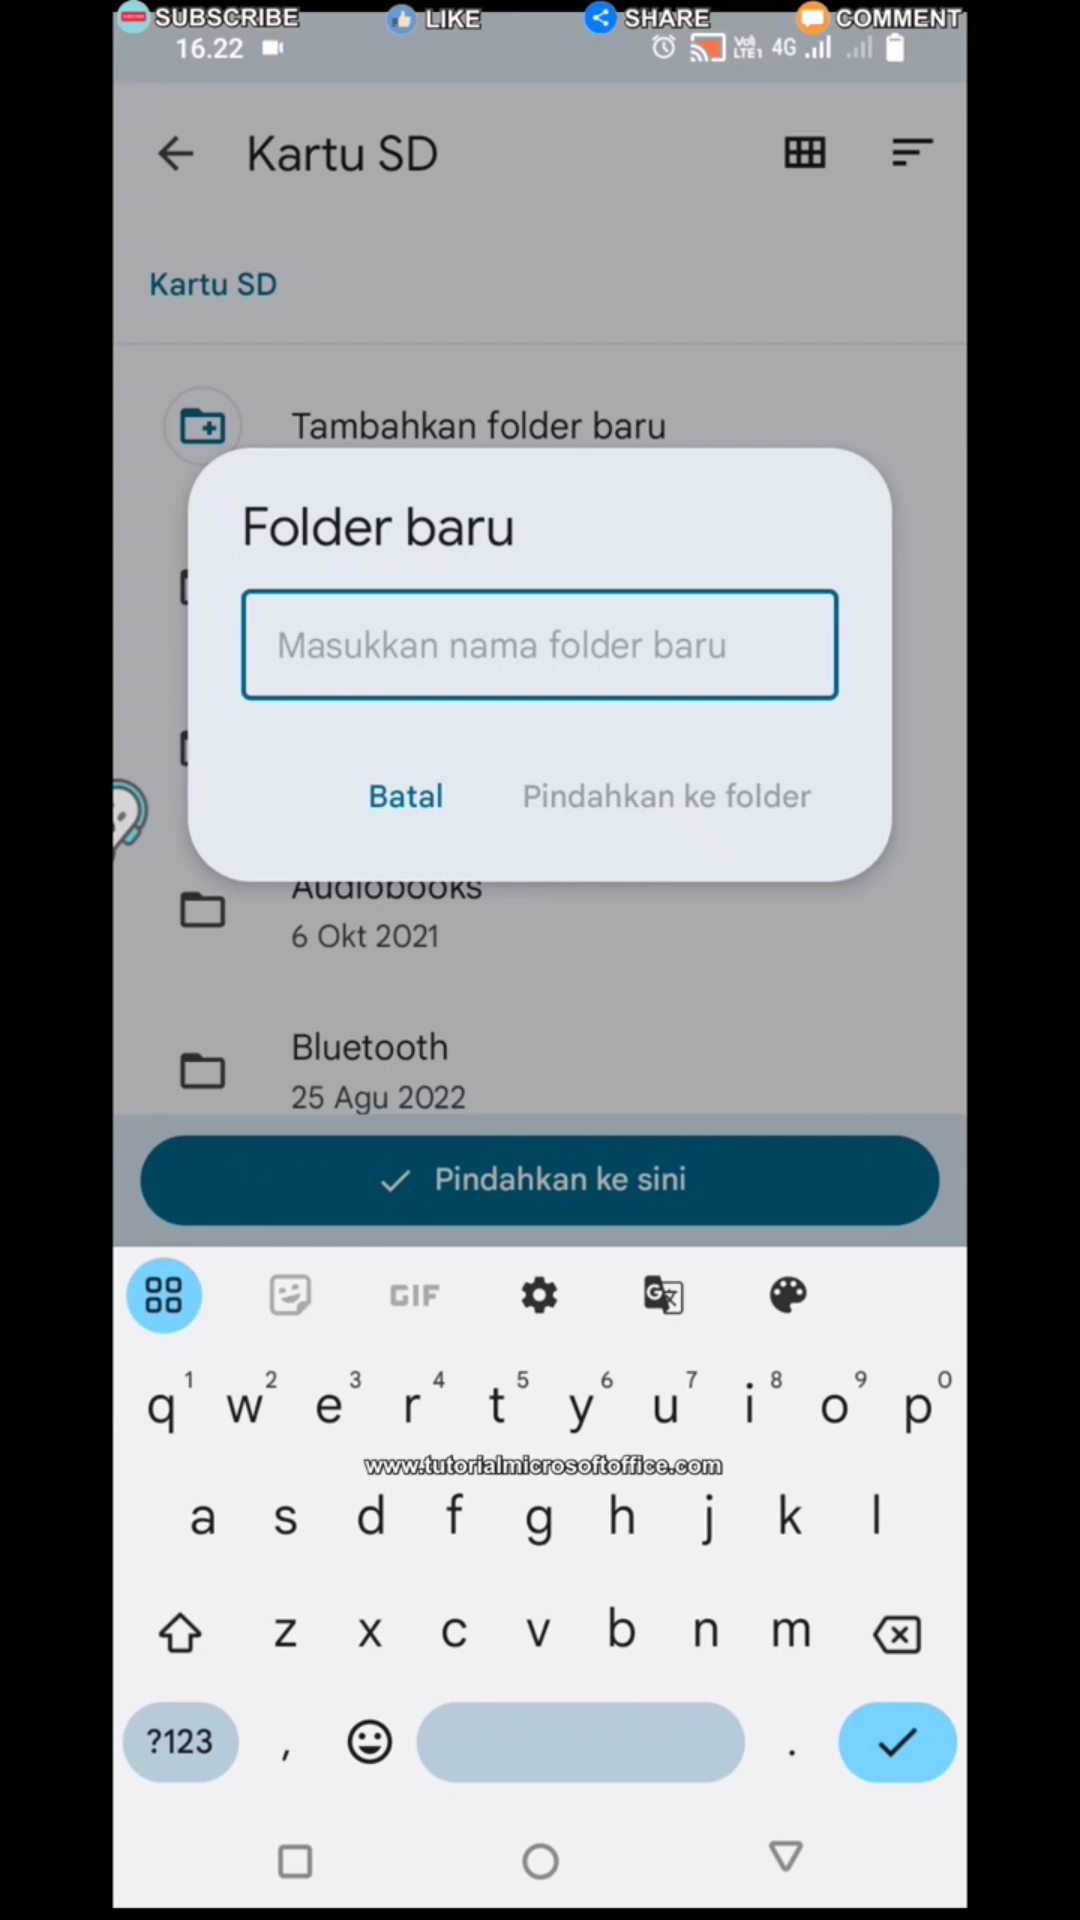 SUBSCRIBE LIKE SHARE COMMENT
16.22 Vo) LTE1 4G
Kartu SD
Kartu SD
Tambahkan folder baru
Folder baru
Masukkan nama folder baru
Batal Pindahkan ke folder
Audiobooks
6 Okt 2021
Bluetooth
25 Agu 2022
Pindahkan ke sini
GIF
1 2 3 4 5 6 7 8 9 0
q w e r t y u i o p
www.tutorialmicrosoftoffice.com
a s d f g h j k l
z x c v b n m
?123 , .